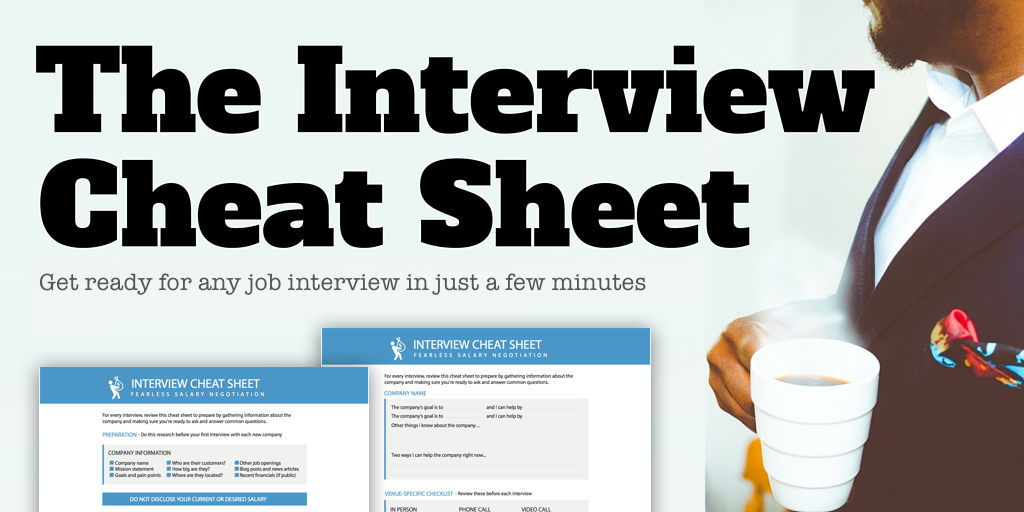 The Interview
Cheat Sheet
Get ready for any job interview in just a few minutes
INTERVIEW CHEAT SHEET
FEARLESS SALARY NEGOTIATION
For every interview, review this cheat sheet to prepare by gathering information about the
company and making sure you're ready to ask and answer common questions.
PREPARATION - Do this research before your first interview with each new company
COMPANY INFORMATION
Company name
Mission statement
Goals and pain points
Who are their customers?
How big are they?
Where are they located?
Other job openings
Blog posts and news articles
Recent financials (if public)
DO NOT DISCLOSE YOUR CURRENT OR DESIRED SALARY
INTERVIEW CHEAT SHEET
FEARLESS SALARY NEGOTIATION
For every interview, review this cheat sheet to prepare by gathering information about the
company and making sure you're ready to ask and answer common questions.
COMPANY NAME
The company's goal is to and I can help by
The company's goal is to and I can help by
Other things I know about the company...
Two ways I can help the company right now...
VENUE-SPECIFIC CHECKLIST - Review these before each interview
IN PERSON PHONE CALL VIDEO CALL